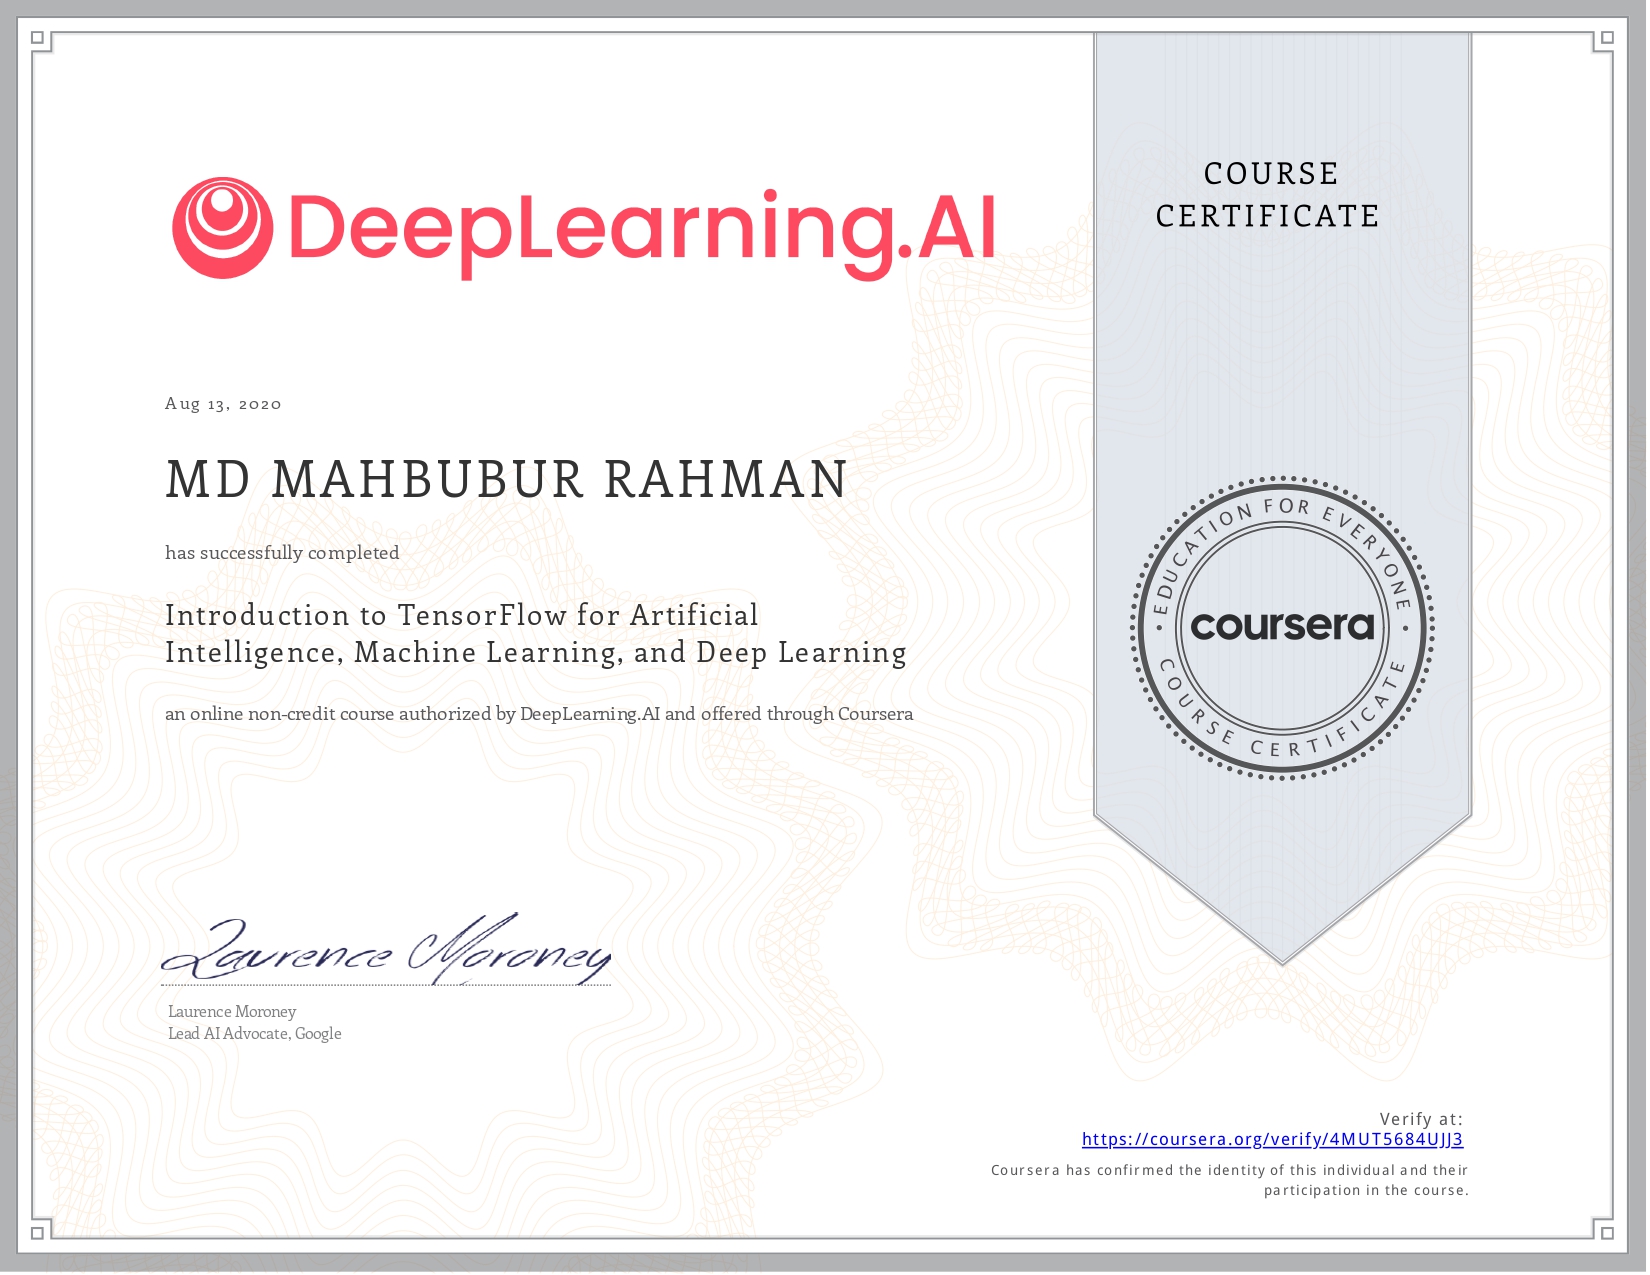 DeepLearning.AI
COURSE
CERTIFICATE
Aug 13, 2020
MD MAHBUBUR RAHMAN
has successfully completed
Introduction to TensorFlow for Artificial
Intelligence, Machine Learning, and Deep Learning
an online non-credit course authorized by DeepLearning.AI and offered through Coursera
EDUCATION FOR EVERYONE
coursera
COURSE CERTIFICATE
Laurence Moroney
Laurence Moroney
Lead AI Advocate, Google
Verify at:
https://coursera.org/verify/4MUT5684UJJ3
Coursera has confirmed the identity of this individual and their
participation in the course.